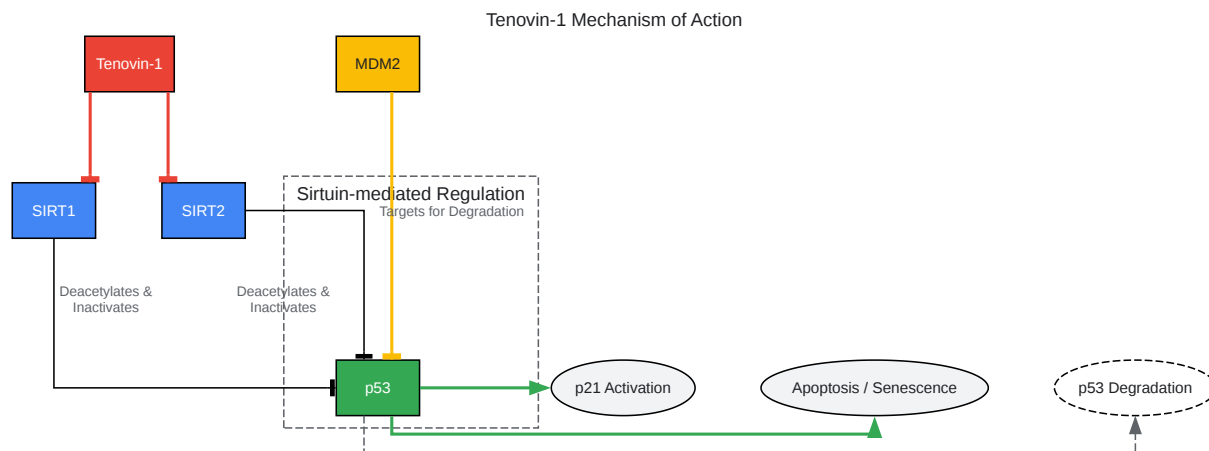 Tenovin-1 Mechanism of Action
Tenovin-1
MDM2
SIRT1
SIRT2
Sirtuin-mediated Regulation
Targets for Degradation
Deacetylates &
Inactivates
Deacetylates &
Inactivates
p53
p21 Activation
Apoptosis / Senescence
p53 Degradation